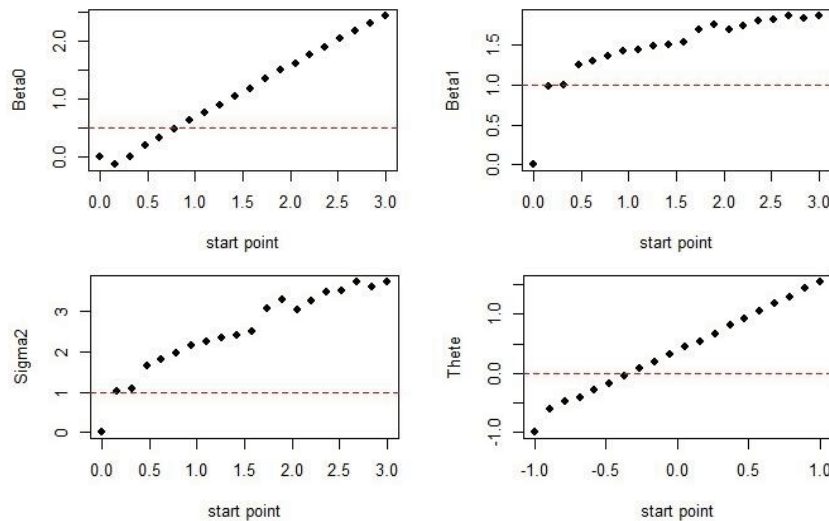 Beta0
2.0
1.0
0.0
0.0 0.5 1.0 1.5 2.0 2.5 3.0
start point
Beta1
1.5
1.0
0.5
0.0
0.0 0.5 1.0 1.5 2.0 2.5 3.0
start point
Sigma2
3
2
1
0
0.0 0.5 1.0 1.5 2.0 2.5 3.0
start point
Thete
1.0
0.0
-1.0
-1.0 -0.5 0.0 0.5 1.0
start point